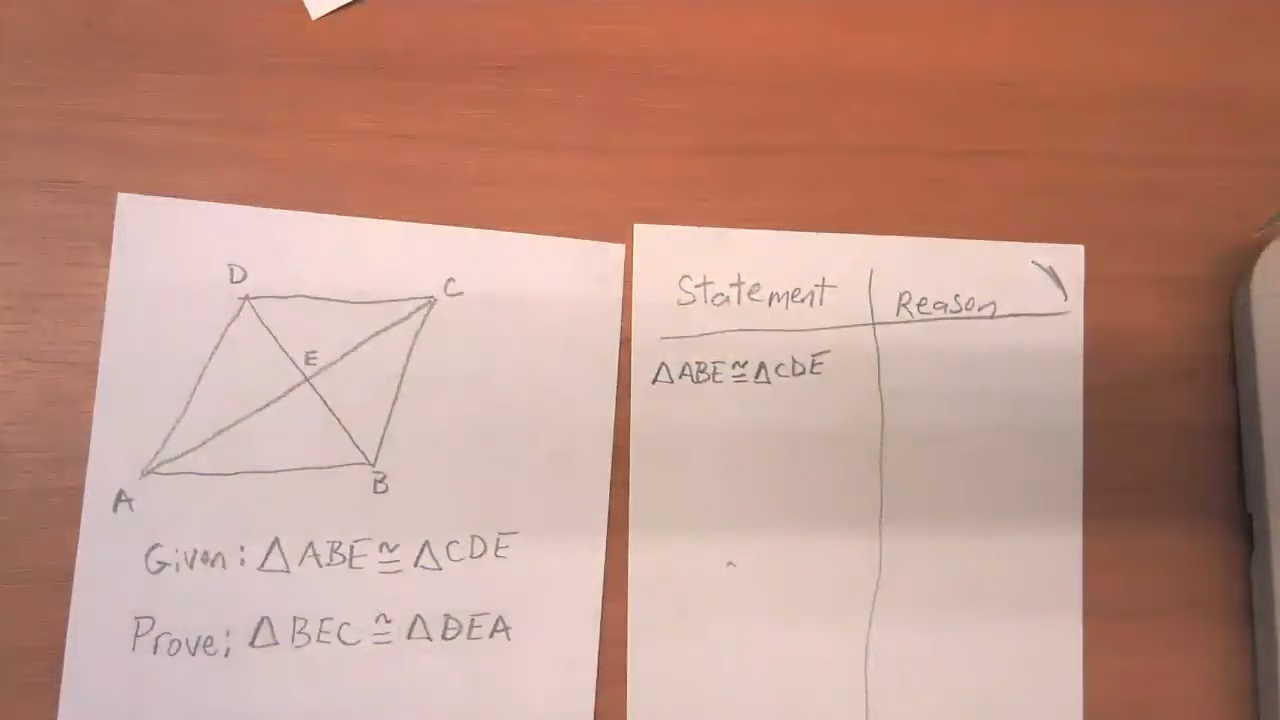 D
C
E
A
B
Given: △ABE ≅ △CDE
Prove: △BEC ≅ △DEA
Statement
Reason
△ABE ≅ △CDE